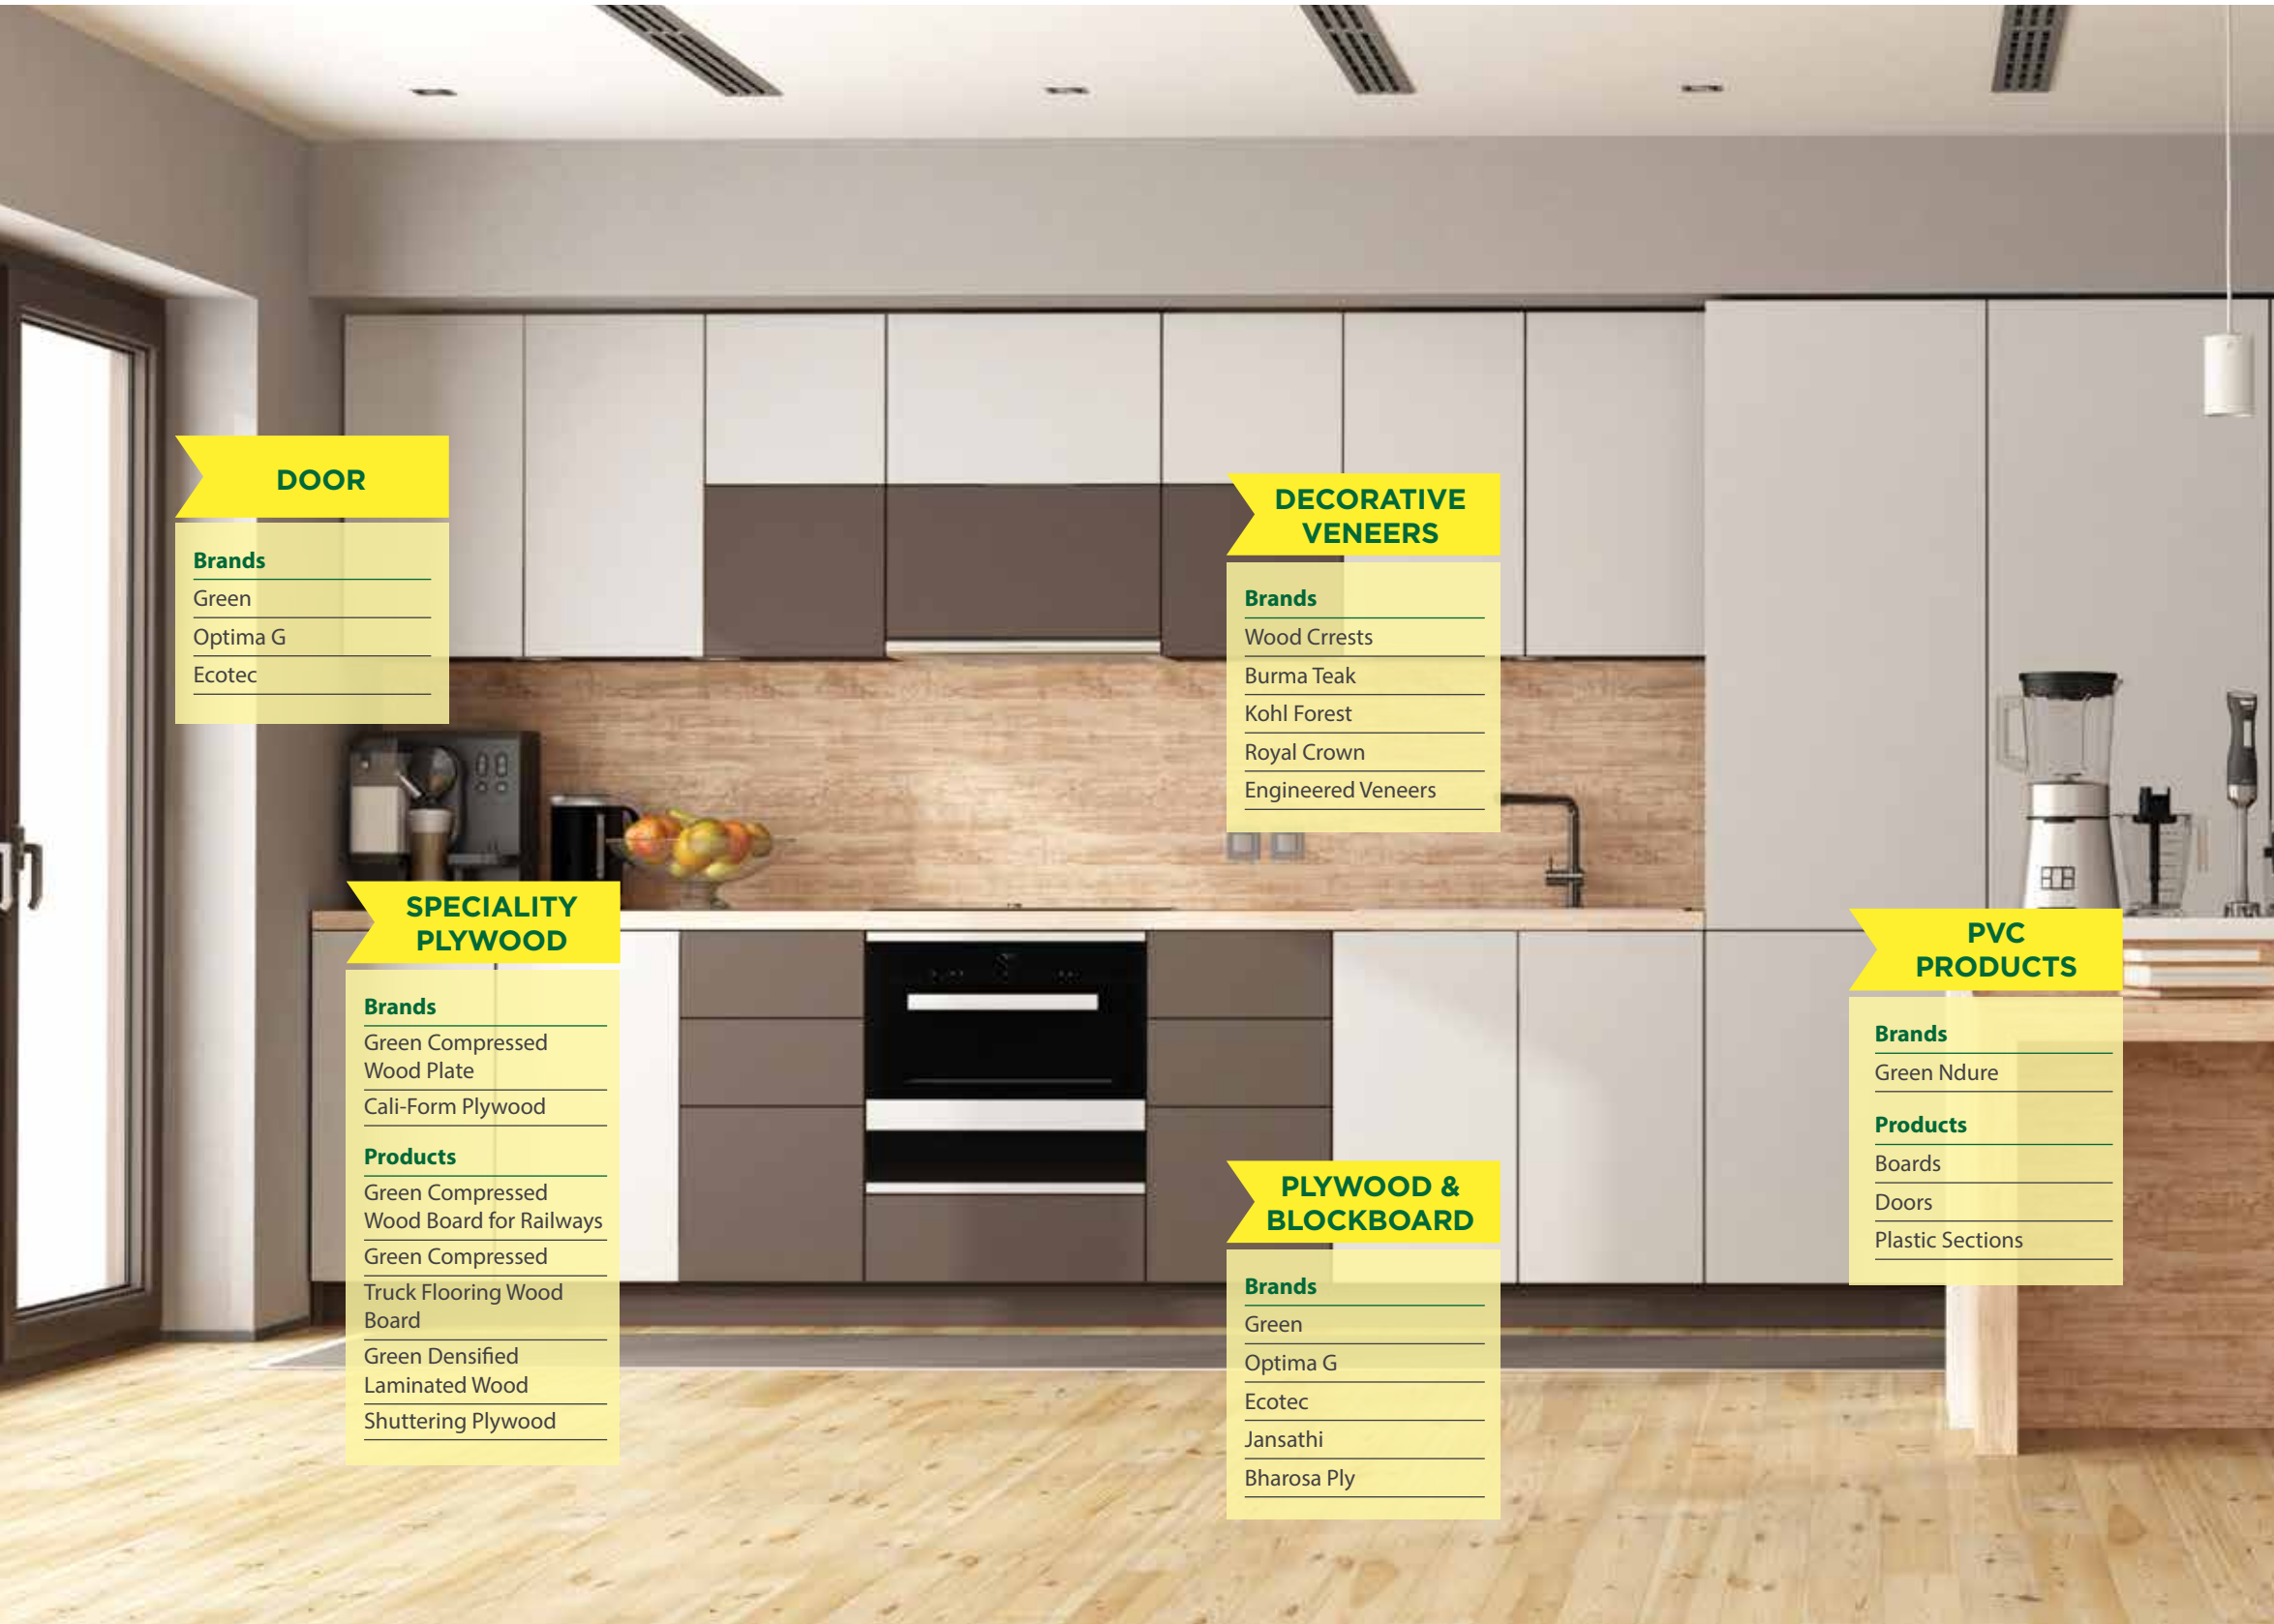 DOOR
Brands
Green
Optima G
Ecotec
DECORATIVE
VENEERS
Brands
Wood Crrests
Burma Teak
Kohl Forest
Royal Crown
Engineered Veneers
SPECIALITY
PLYWOOD
Brands
Green Compressed
Wood Plate
Cali-Form Plywood
Products
Green Compressed
Wood Board for Railways
Green Compressed
Truck Flooring Wood
Board
Green Densified
Laminated Wood
Shuttering Plywood
PLYWOOD &
BLOCKBOARD
Brands
Green
Optima G
Ecotec
Jansathi
Bharosa Ply
PVC
PRODUCTS
Brands
Green Ndure
Products
Boards
Doors
Plastic Sections